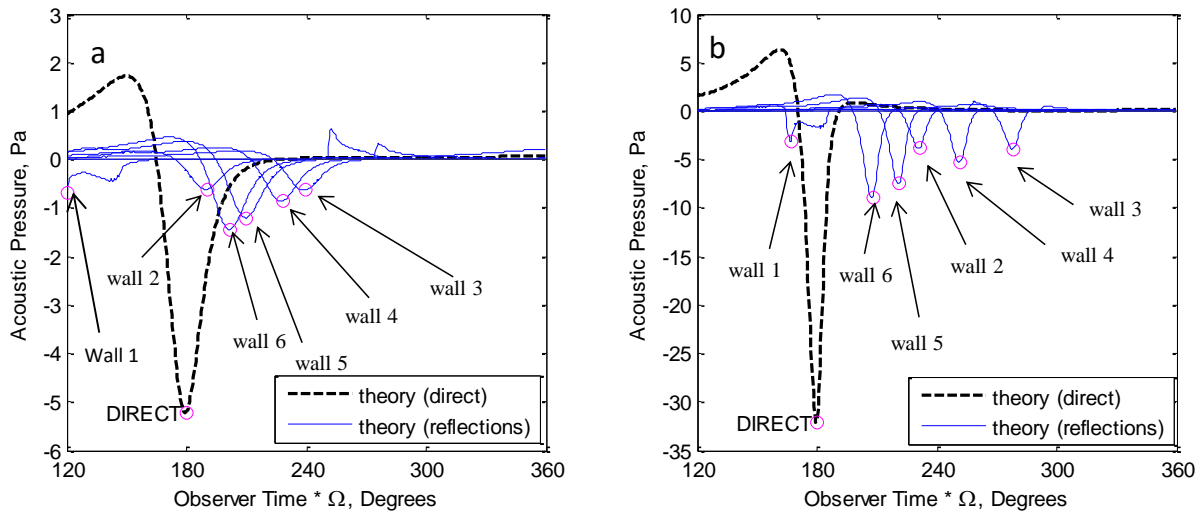 a
3
2
1
0
-1
-2
-3
-4
-5
-6
120
180
240
300
360
Acoustic Pressure, Pa
Observer Time * Ω, Degrees
wall 2
wall 3
wall 4
wall 6
wall 5
Wall 1
DIRECT
theory (direct)
theory (reflections)
b
10
5
0
-5
-10
-15
-20
-25
-30
-35
120
180
240
300
360
Acoustic Pressure, Pa
Observer Time * Ω, Degrees
wall 3
wall 4
wall 1
wall 6
wall 2
wall 5
DIRECT
theory (direct)
theory (reflections)